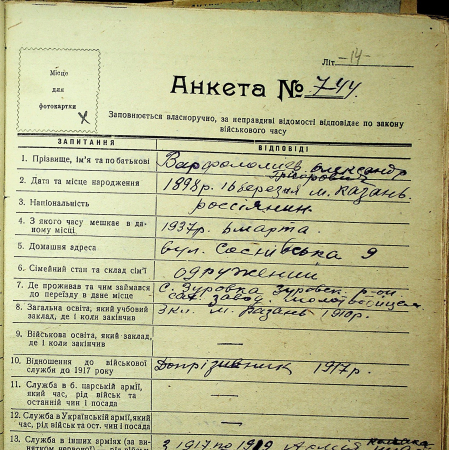 Літ. -14-
Місце
для
фотокартки
Анкета № 744.
Заповнюється власноручно, за неправдиві відомості відповідає по закону
військового часу
ЗАПИТАННЯ
ВІДПОВІДІ
1. Прізвище, ім'я та по батькові
Варфоломиев Олександр
Григорович
2. Дата та місце народження
1898 р. 16 березня м. Казань.
3. Національність
россіянин
4. З якого часу мешкає в даному місці.
1937 р. 6 марта.
5. Домашня адреса
вул. Соснівська 9
6. Сімейний стан та склад сім'ї
одружений
7. Де проживав та чим займався
до переїзду в дане місце
с. Зуровка Зуровськ. р-он
сах. завод.
8. Загальна освіта, який учбовий
заклад, де і коли закінчив
3 кл. м. Казань 1910 р.
9. Військова освіта, який заклад,
де і коли закінчив
—
10. Відношення до військової
служби до 1917 року
Допрізивник 1917 р.
11. Служба в б. царській армії,
який час, рід військ та
останній чин і посада
—
12. Служба в Українській армії, який
час, рід військ та ост. чин і посада
—
13. Служба в інших арміях (за ви-
З 1917 по 1919 Армія